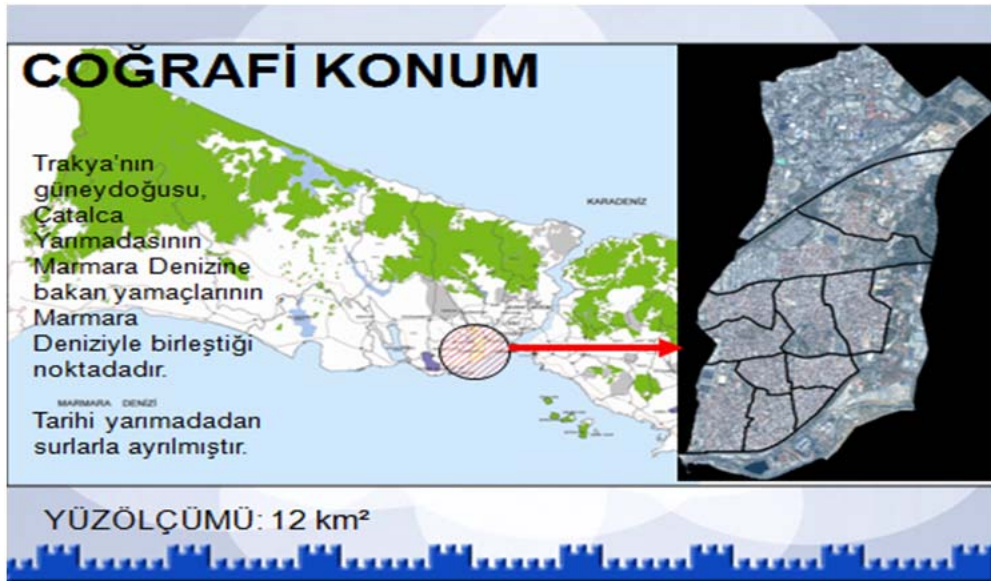 COĞRAFİ KONUM
Trakya'nın
güneydoğusu,
Çatalca
Yarımadasının
Marmara Denizine
bakan yamaçlarının
Marmara
Deniziyle birleştiği
noktadadır.
MARMARA DENİZİ
Tarihi yarımadadan
surlarla ayrılmıştır.
KARADENİZ
YÜZÖLÇÜMÜ: 12 km²